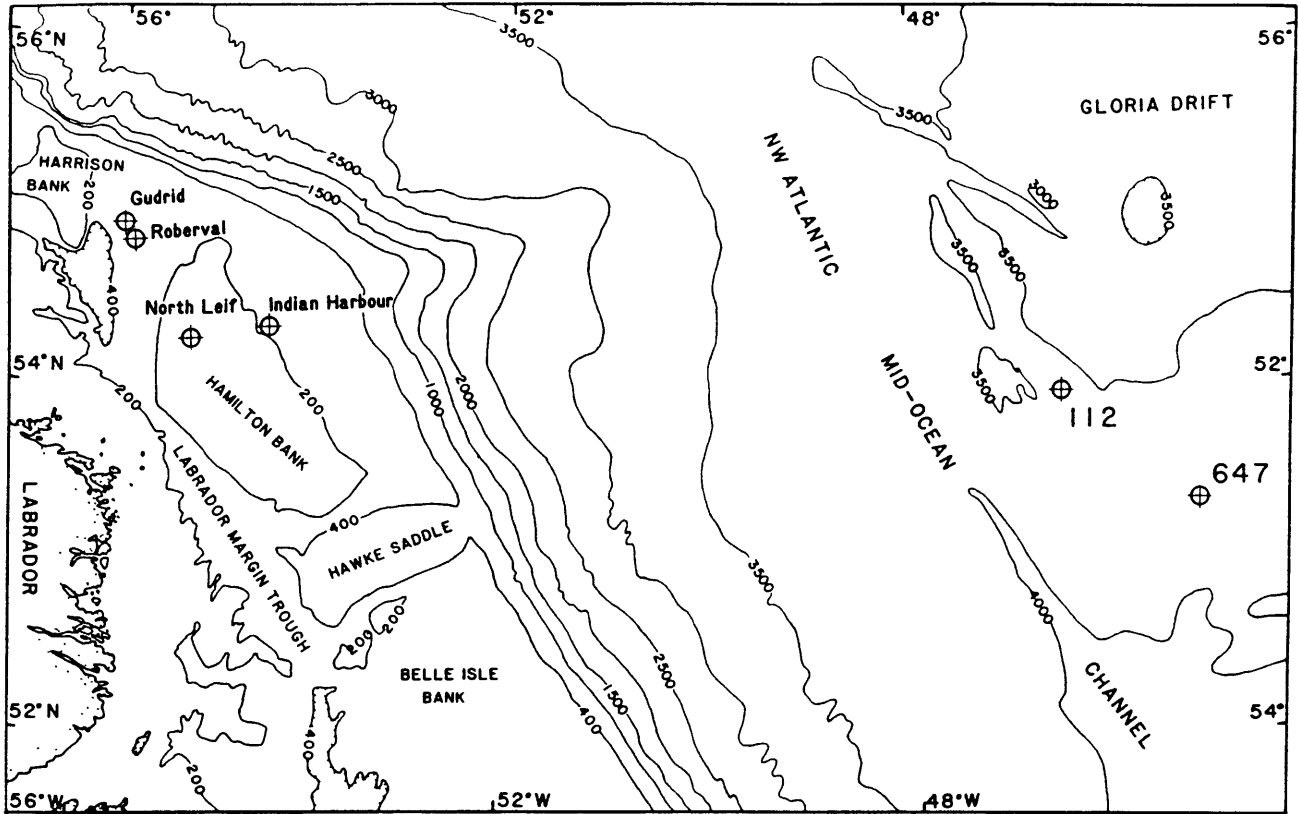 56° 52° 48°
56°N 56°
3500
3500
3000
GLORIA DRIFT
NW ATLANTIC
HARRISON
BANK
200
2500
1500
3000
3500
Gudrid
Roberval
3500
3500
400
North Leif
Indian Harbour
54°N
52°
3500
MID-OCEAN
112
200
HAMILTON BANK
200
1000
2000
647
LABRADOR
LABRADOR MARGIN TROUGH
400
HAWKE SADDLE
3500
4000
200
200
BELLE ISLE
BANK
2500
CHANNEL
1500
400
52°N
54°
400
200
56°W 52°W 48°W